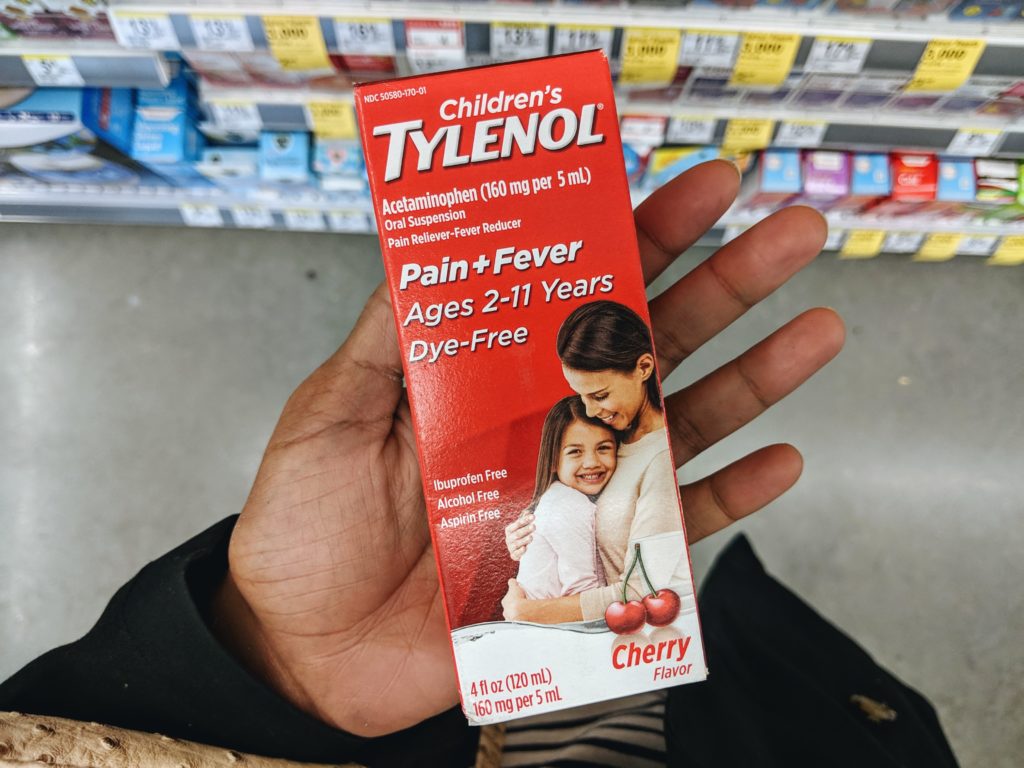 NDC 50580-170-01
Children's
TYLENOL®
Acetaminophen (160 mg per 5 mL)
Oral Suspension
Pain Reliever-Fever Reducer
Pain + Fever
Ages 2-11 Years
Dye-Free
Ibuprofen Free
Alcohol Free
Aspirin Free
Cherry
Flavor
4 fl oz (120 mL)
160 mg per 5 mL